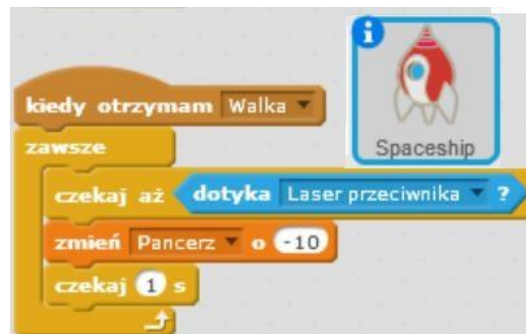 kiedy otrzymam Walka
zawsze
czekaj aż dotyka Laser przeciwnika ?
zmień Pancerz o -10
czekaj 1 s
i
Spaceship